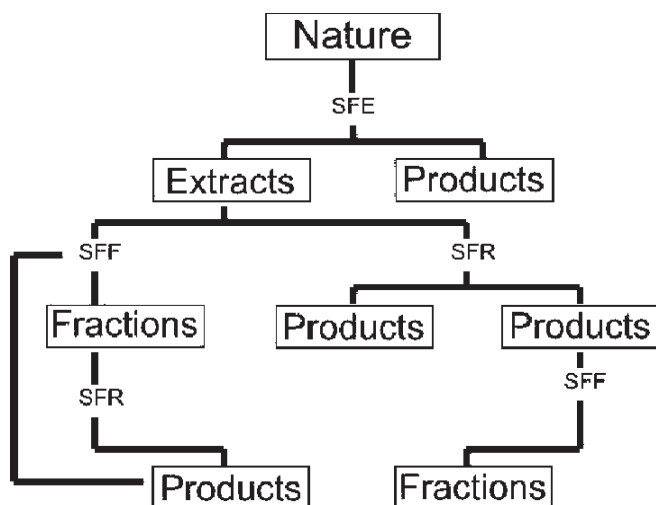 Nature
SFE
Extracts Products
SFF SFR
Fractions Products Products
SFR SFF
Products Fractions